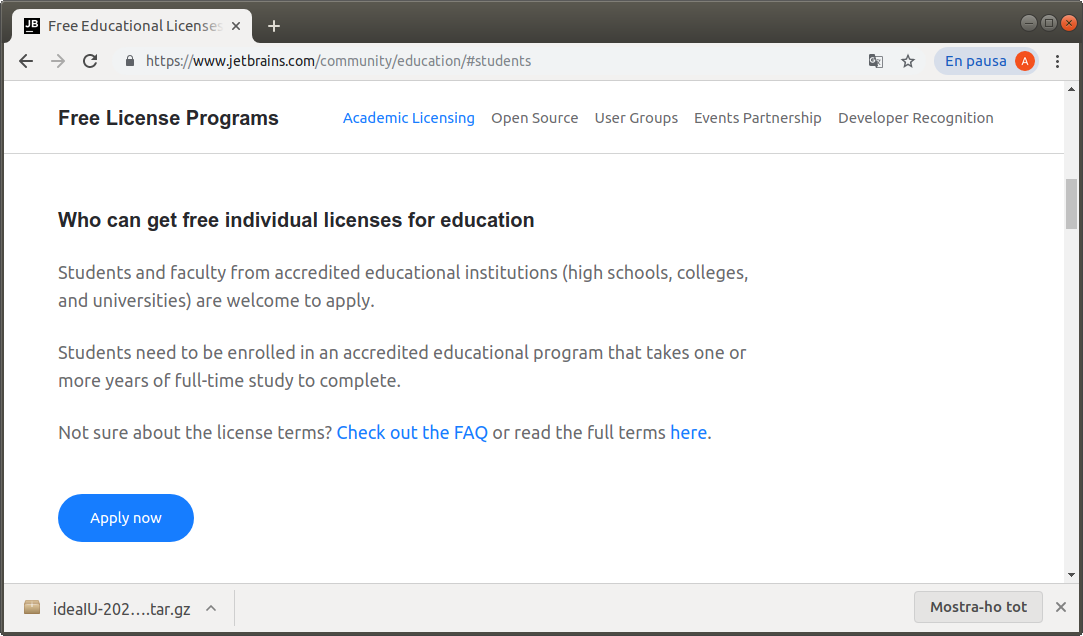 JB Free Educational Licenses
https://www.jetbrains.com/community/education/#students
En pausa A
Free License Programs Academic Licensing Open Source User Groups Events Partnership Developer Recognition
Who can get free individual licenses for education
Students and faculty from accredited educational institutions (high schools, colleges,
and universities) are welcome to apply.
Students need to be enrolled in an accredited educational program that takes one or
more years of full-time study to complete.
Not sure about the license terms? Check out the FAQ or read the full terms here.
Apply now
ideaIU-202….tar.gz Mostra-ho tot